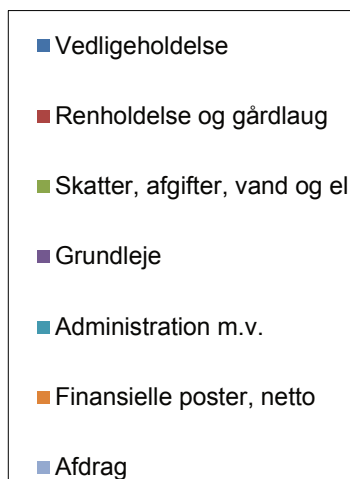 Vedligeholdelse
Renholdelse og gårdlaug
Skatter, afgifter, vand og el
Grundleje
Administration m.v.
Finansielle poster, netto
Afdrag